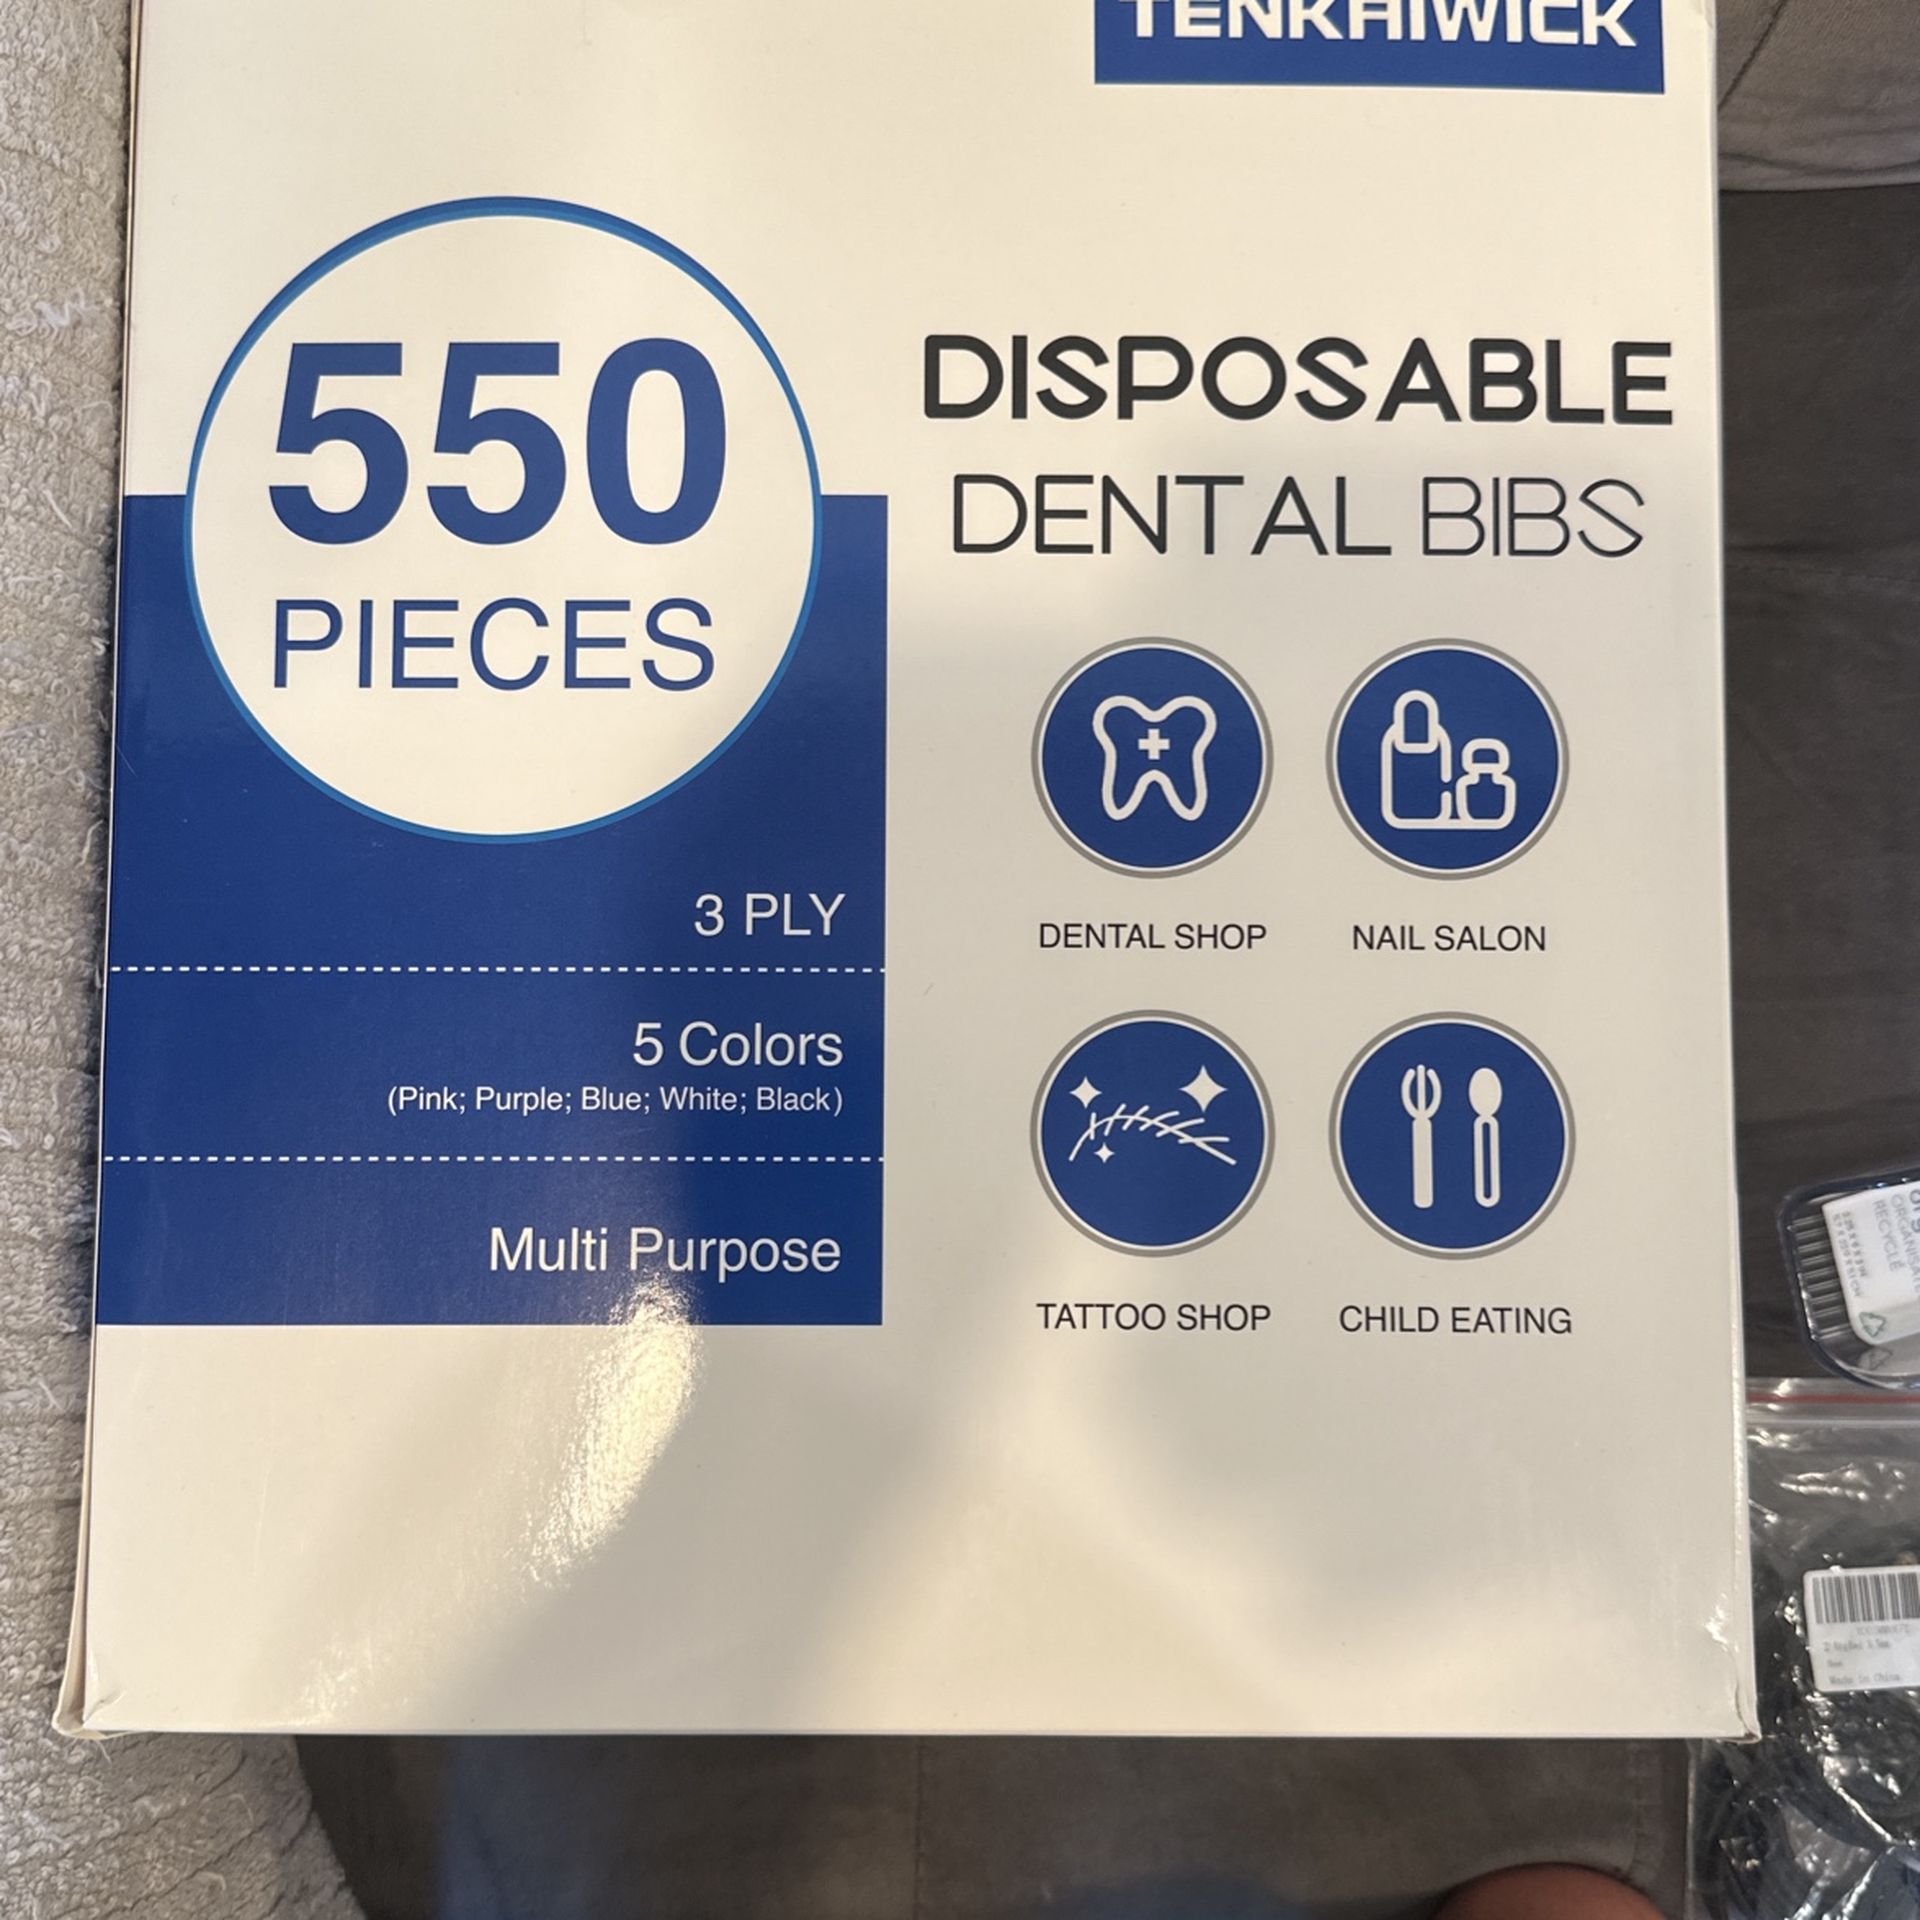 TENKHIWICK
550
PIECES
DISPOSABLE
DENTAL BIBS
3 PLY
5 Colors
(Pink; Purple; Blue; White; Black)
Multi Purpose
DENTAL SHOP
NAIL SALON
TATTOO SHOP
CHILD EATING
RECYCLE
Made in China